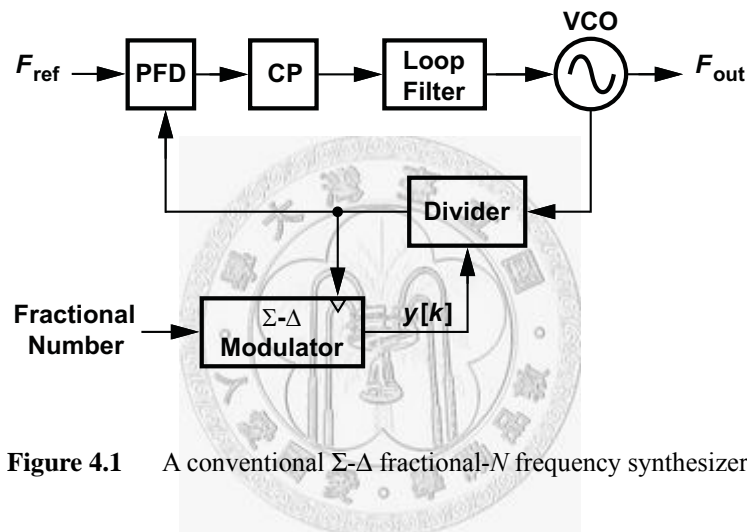 VCO
F_ref
PFD
CP
Loop
Filter
F_out
Divider
Fractional
Number
Σ-Δ
Modulator
y[k]
Figure 4.1 A conventional Σ-Δ fractional-N frequency synthesizer